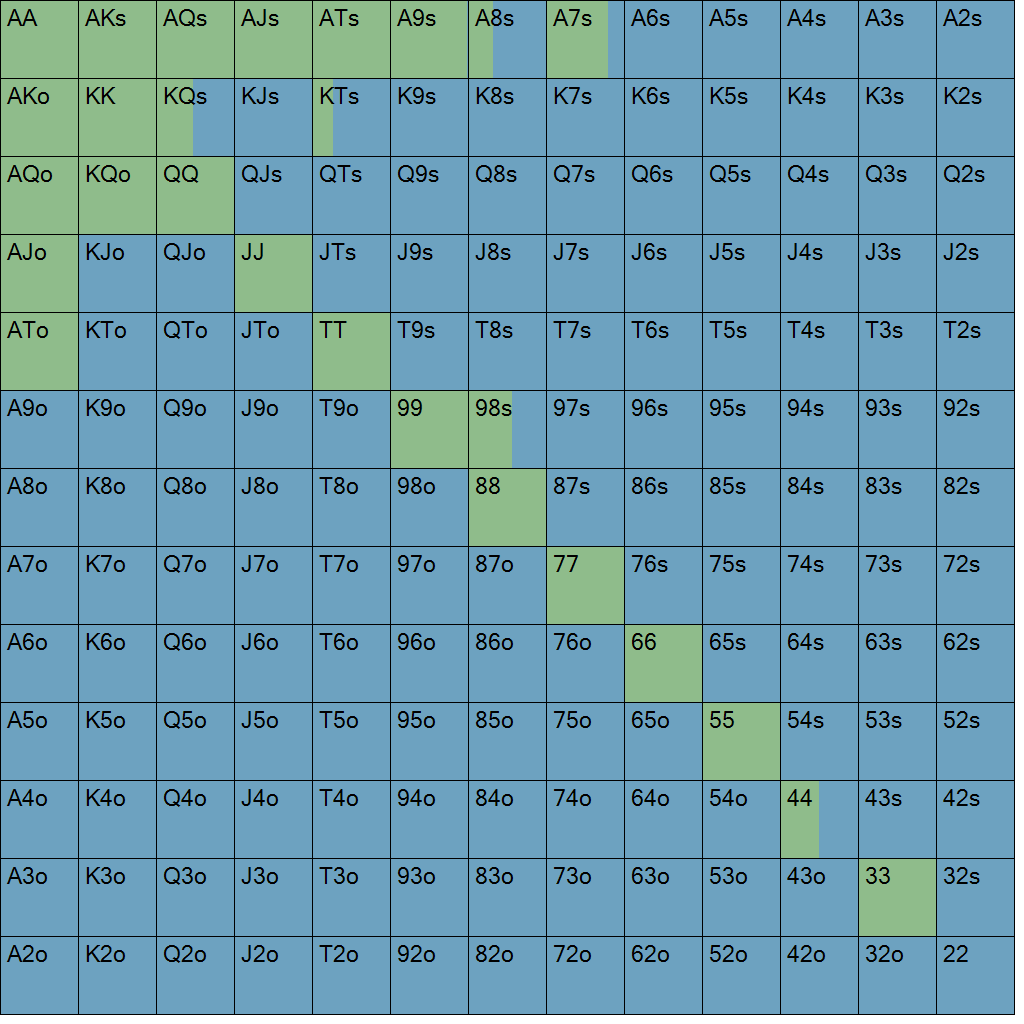 AA AKs AQs AJs ATs A9s A8s A7s A6s A5s A4s A3s A2s
AKo KK KQs KJs KTs K9s K8s K7s K6s K5s K4s K3s K2s
AQo KQo QQ QJs QTs Q9s Q8s Q7s Q6s Q5s Q4s Q3s Q2s
AJo KJo QJo JJ JTs J9s J8s J7s J6s J5s J4s J3s J2s
ATo KTo QTo JTo TT T9s T8s T7s T6s T5s T4s T3s T2s
A9o K9o Q9o J9o T9o 99 98s 97s 96s 95s 94s 93s 92s
A8o K8o Q8o J8o T8o 98o 88 87s 86s 85s 84s 83s 82s
A7o K7o Q7o J7o T7o 97o 87o 77 76s 75s 74s 73s 72s
A6o K6o Q6o J6o T6o 96o 86o 76o 66 65s 64s 63s 62s
A5o K5o Q5o J5o T5o 95o 85o 75o 65o 55 54s 53s 52s
A4o K4o Q4o J4o T4o 94o 84o 74o 64o 54o 44 43s 42s
A3o K3o Q3o J3o T3o 93o 83o 73o 63o 53o 43o 33 32s
A2o K2o Q2o J2o T2o 92o 82o 72o 62o 52o 42o 32o 22